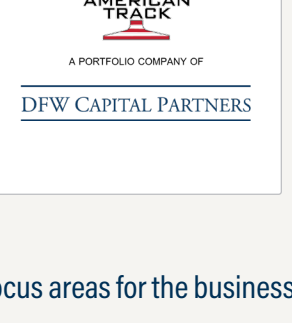 AMERICAN
TRACK
A PORTFOLIO COMPANY OF
DFW CAPITAL PARTNERS
ocus areas for the business